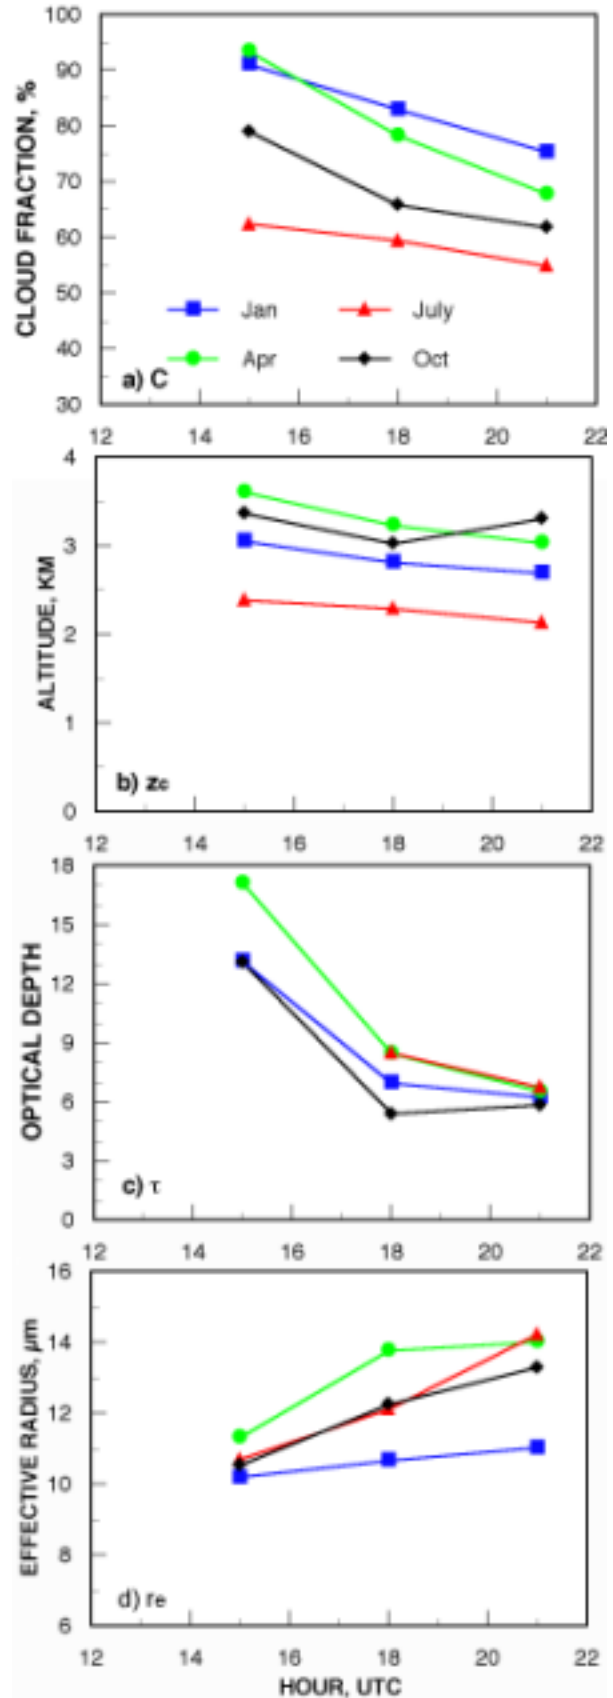 100
90
80
70
60
50
40
30
CLOUD FRACTION, %
Jan
July
Apr
Oct
a) C
12 14 16 18 20 22
4
3
2
1
0
ALTITUDE, KM
b) zc
12 14 16 18 20 22
18
15
12
9
6
3
0
OPTICAL DEPTH
c) τ
12 14 16 18 20 22
16
14
12
10
8
6
EFFECTIVE RADIUS, μm
d) re
12 14 16 18 20 22
HOUR, UTC